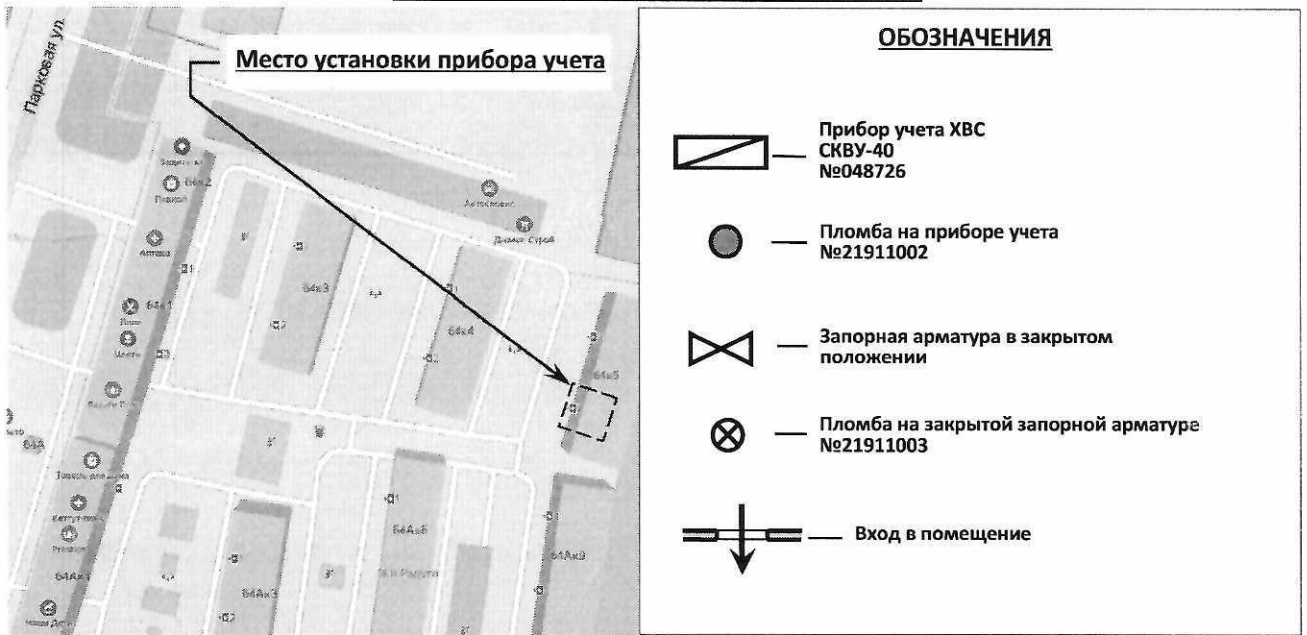 Место установки прибора учета
Парковая ул.
64к2
Аптека
64к1
Цветы
64А
64Ак1
64к3
64к4
64к5
Автосервис
64Ак6
64Ак3
64Ак9
ОБОЗНАЧЕНИЯ
Прибор учета ХВС
СКВУ-40
№048726
Пломба на приборе учета
№21911002
Запорная арматура в закрытом
положении
Пломба на закрытой запорной арматуре
№21911003
Вход в помещение